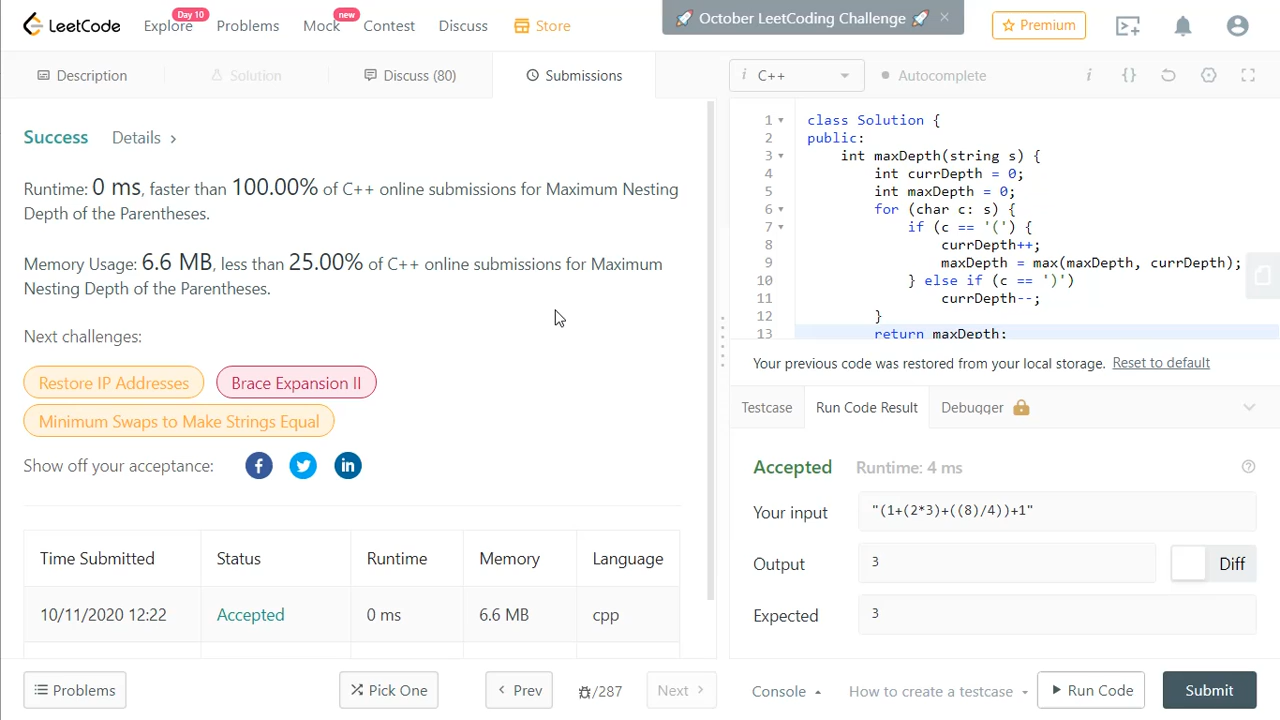 LeetCode
Explore
Day 10
Problems
Mock
new
Contest
Discuss
Store
🚀 October LeetCoding Challenge 🚀 ×
Premium
Description
Solution
Discuss (80)
Submissions
Success
Details >
Runtime: 0 ms, faster than 100.00% of C++ online submissions for Maximum Nesting
Depth of the Parentheses.
Memory Usage: 6.6 MB, less than 25.00% of C++ online submissions for Maximum
Nesting Depth of the Parentheses.
Next challenges:
Restore IP Addresses
Brace Expansion II
Minimum Swaps to Make Strings Equal
Show off your acceptance:
Time Submitted Status Runtime Memory Language
10/11/2020 12:22 Accepted 0 ms 6.6 MB cpp
Problems
Pick One
< Prev
/287
Next >
i C++
Autocomplete
i {}
1 class Solution {
2 public:
3 int maxDepth(string s) {
4 int currDepth = 0;
5 int maxDepth = 0;
6 for (char c: s) {
7 if (c == '(') {
8 currDepth++;
9 maxDepth = max(maxDepth, currDepth);
10 } else if (c == ')')
11 currDepth--;
12 }
13 return maxDepth;
Your previous code was restored from your local storage. Reset to default
Testcase
Run Code Result
Debugger
Accepted Runtime: 4 ms
Your input "(1+(2*3)+((8)/4))+1"
Output 3
Diff
Expected 3
Console
How to create a testcase
Run Code
Submit